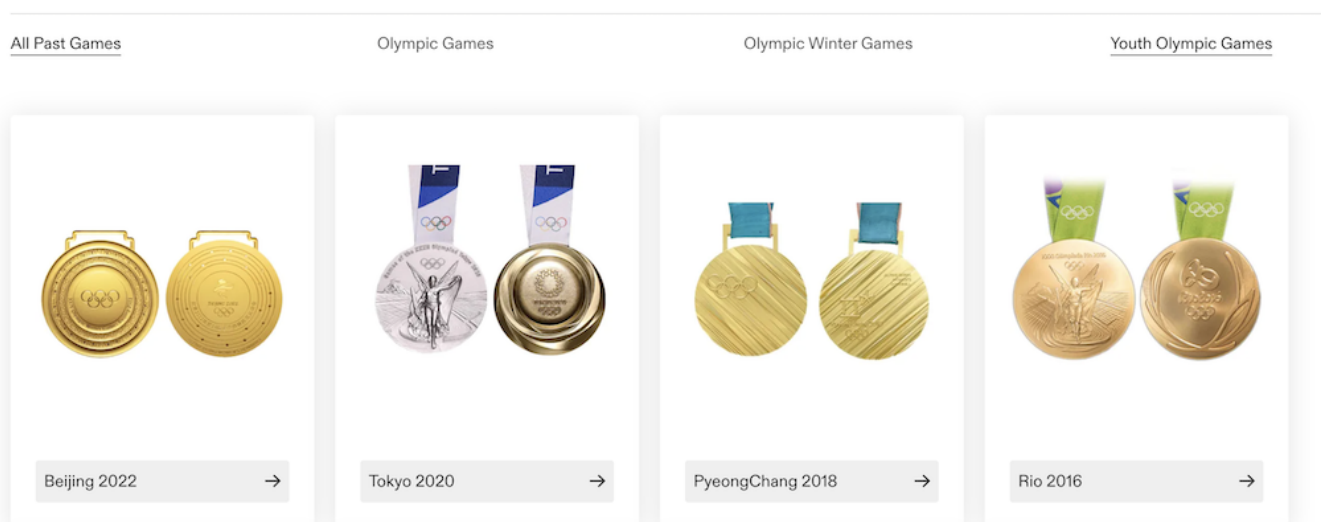 All Past Games
Olympic Games
Olympic Winter Games
Youth Olympic Games
Beijing 2022
Tokyo 2020
PyeongChang 2018
Rio 2016